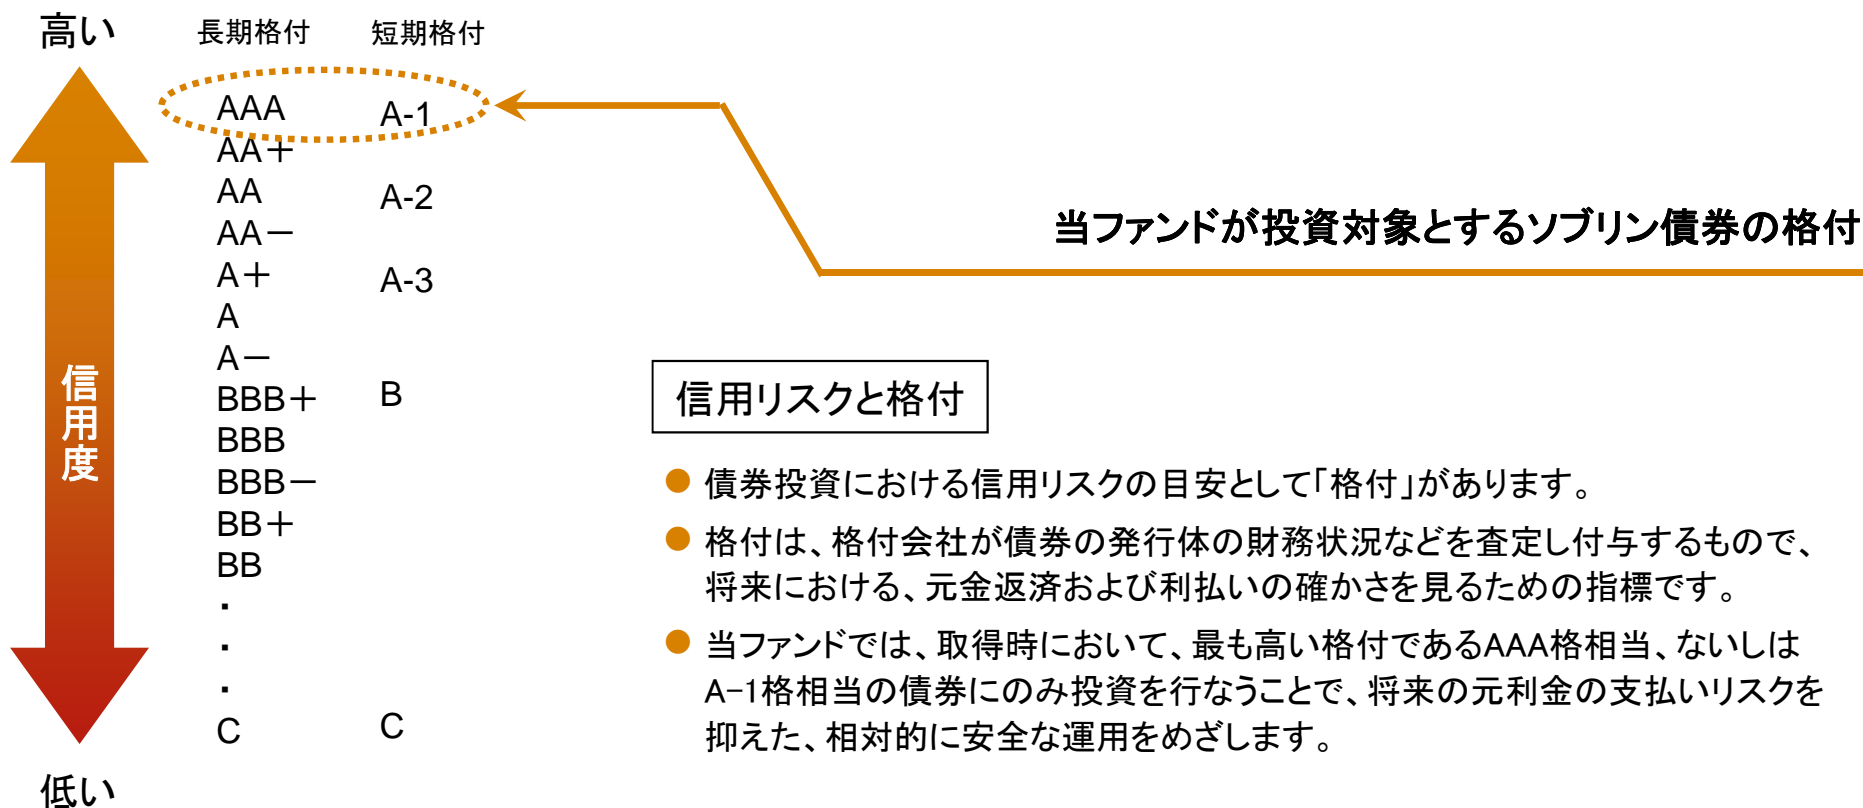 高い
長期格付 短期格付
AAA A-1
AA＋
AA A-2
AA－
A＋ A-3
A
A－
BBB＋ B
BBB
BBB－
BB＋
BB
・
・
・
C C
信用度
低い
当ファンドが投資対象とするソブリン債券の格付
信用リスクと格付
● 債券投資における信用リスクの目安として「格付」があります。
● 格付は、格付会社が債券の発行体の財務状況などを査定し付与するもので、
将来における、元金返済および利払いの確かさを見るための指標です。
● 当ファンドでは、取得時において、最も高い格付であるAAA格相当、ないしは
A-1格相当の債券にのみ投資を行なうことで、将来の元利金の支払いリスクを
抑えた、相対的に安全な運用をめざします。